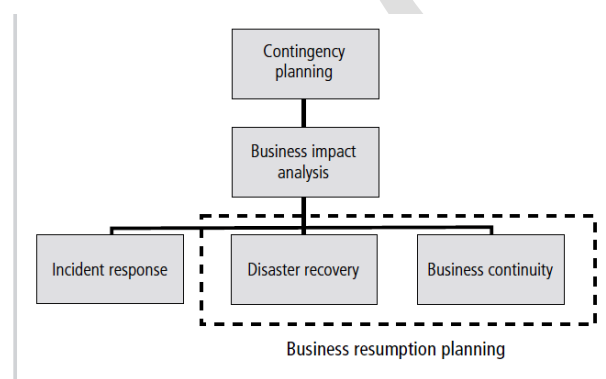 Contingency
planning
Business impact
analysis
Incident response
Disaster recovery
Business continuity
Business resumption planning